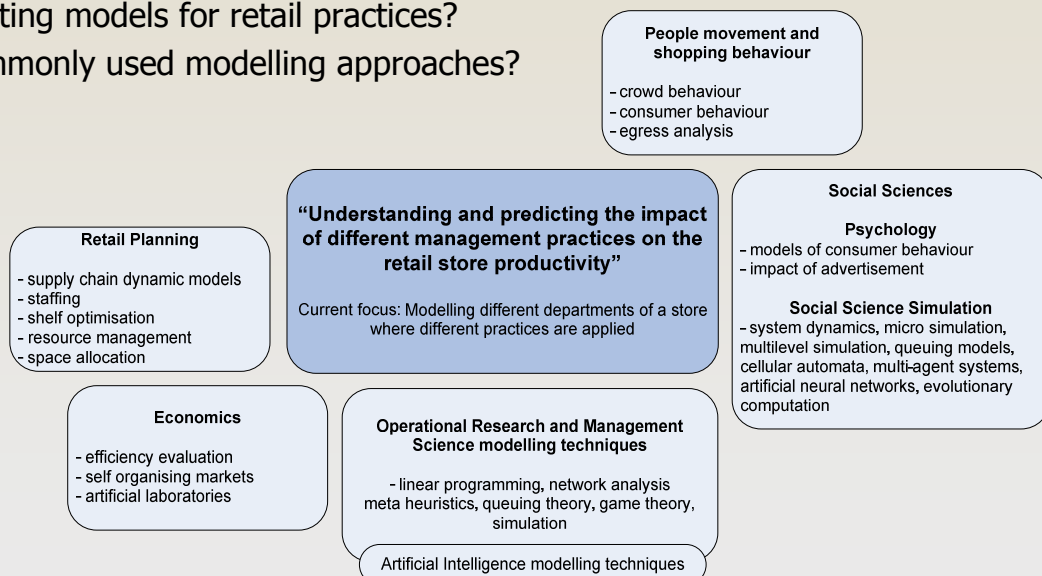 ting models for retail practices?
mmonly used modelling approaches?
People movement and
shopping behaviour
- crowd behaviour
- consumer behaviour
- egress analysis
"Understanding and predicting the impact
of different management practices on the
retail store productivity"
Current focus: Modelling different departments of a store
where different practices are applied
Social Sciences
Psychology
- models of consumer behaviour
- impact of advertisement
Social Science Simulation
- system dynamics, micro simulation,
multilevel simulation, queuing models,
cellular automata, multi-agent systems,
artificial neural networks, evolutionary
computation
Retail Planning
- supply chain dynamic models
- staffing
- shelf optimisation
- resource management
- space allocation
Economics
- efficiency evaluation
- self organising markets
- artificial laboratories
Operational Research and Management
Science modelling techniques
- linear programming, network analysis
meta heuristics, queuing theory, game theory,
simulation
Artificial Intelligence modelling techniques